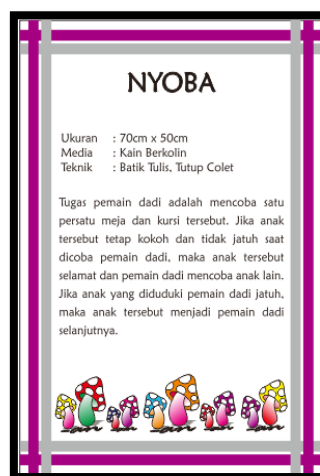 NYOBA
Ukuran : 70cm x 50cm
Media : Kain Berkolin
Teknik : Batik Tulis, Tutup Colet
Tugas pemain dadi adalah mencoba satu
persatu meja dan kursi tersebut. Jika anak
tersebut tetap kokoh dan tidak jatuh saat
dicoba pemain dadi, maka anak tersebut
selamat dan pemain dadi mencoba anak lain.
Jika anak yang diduduki pemain dadi jatuh,
maka anak tersebut menjadi pemain dadi
selanjutnya.